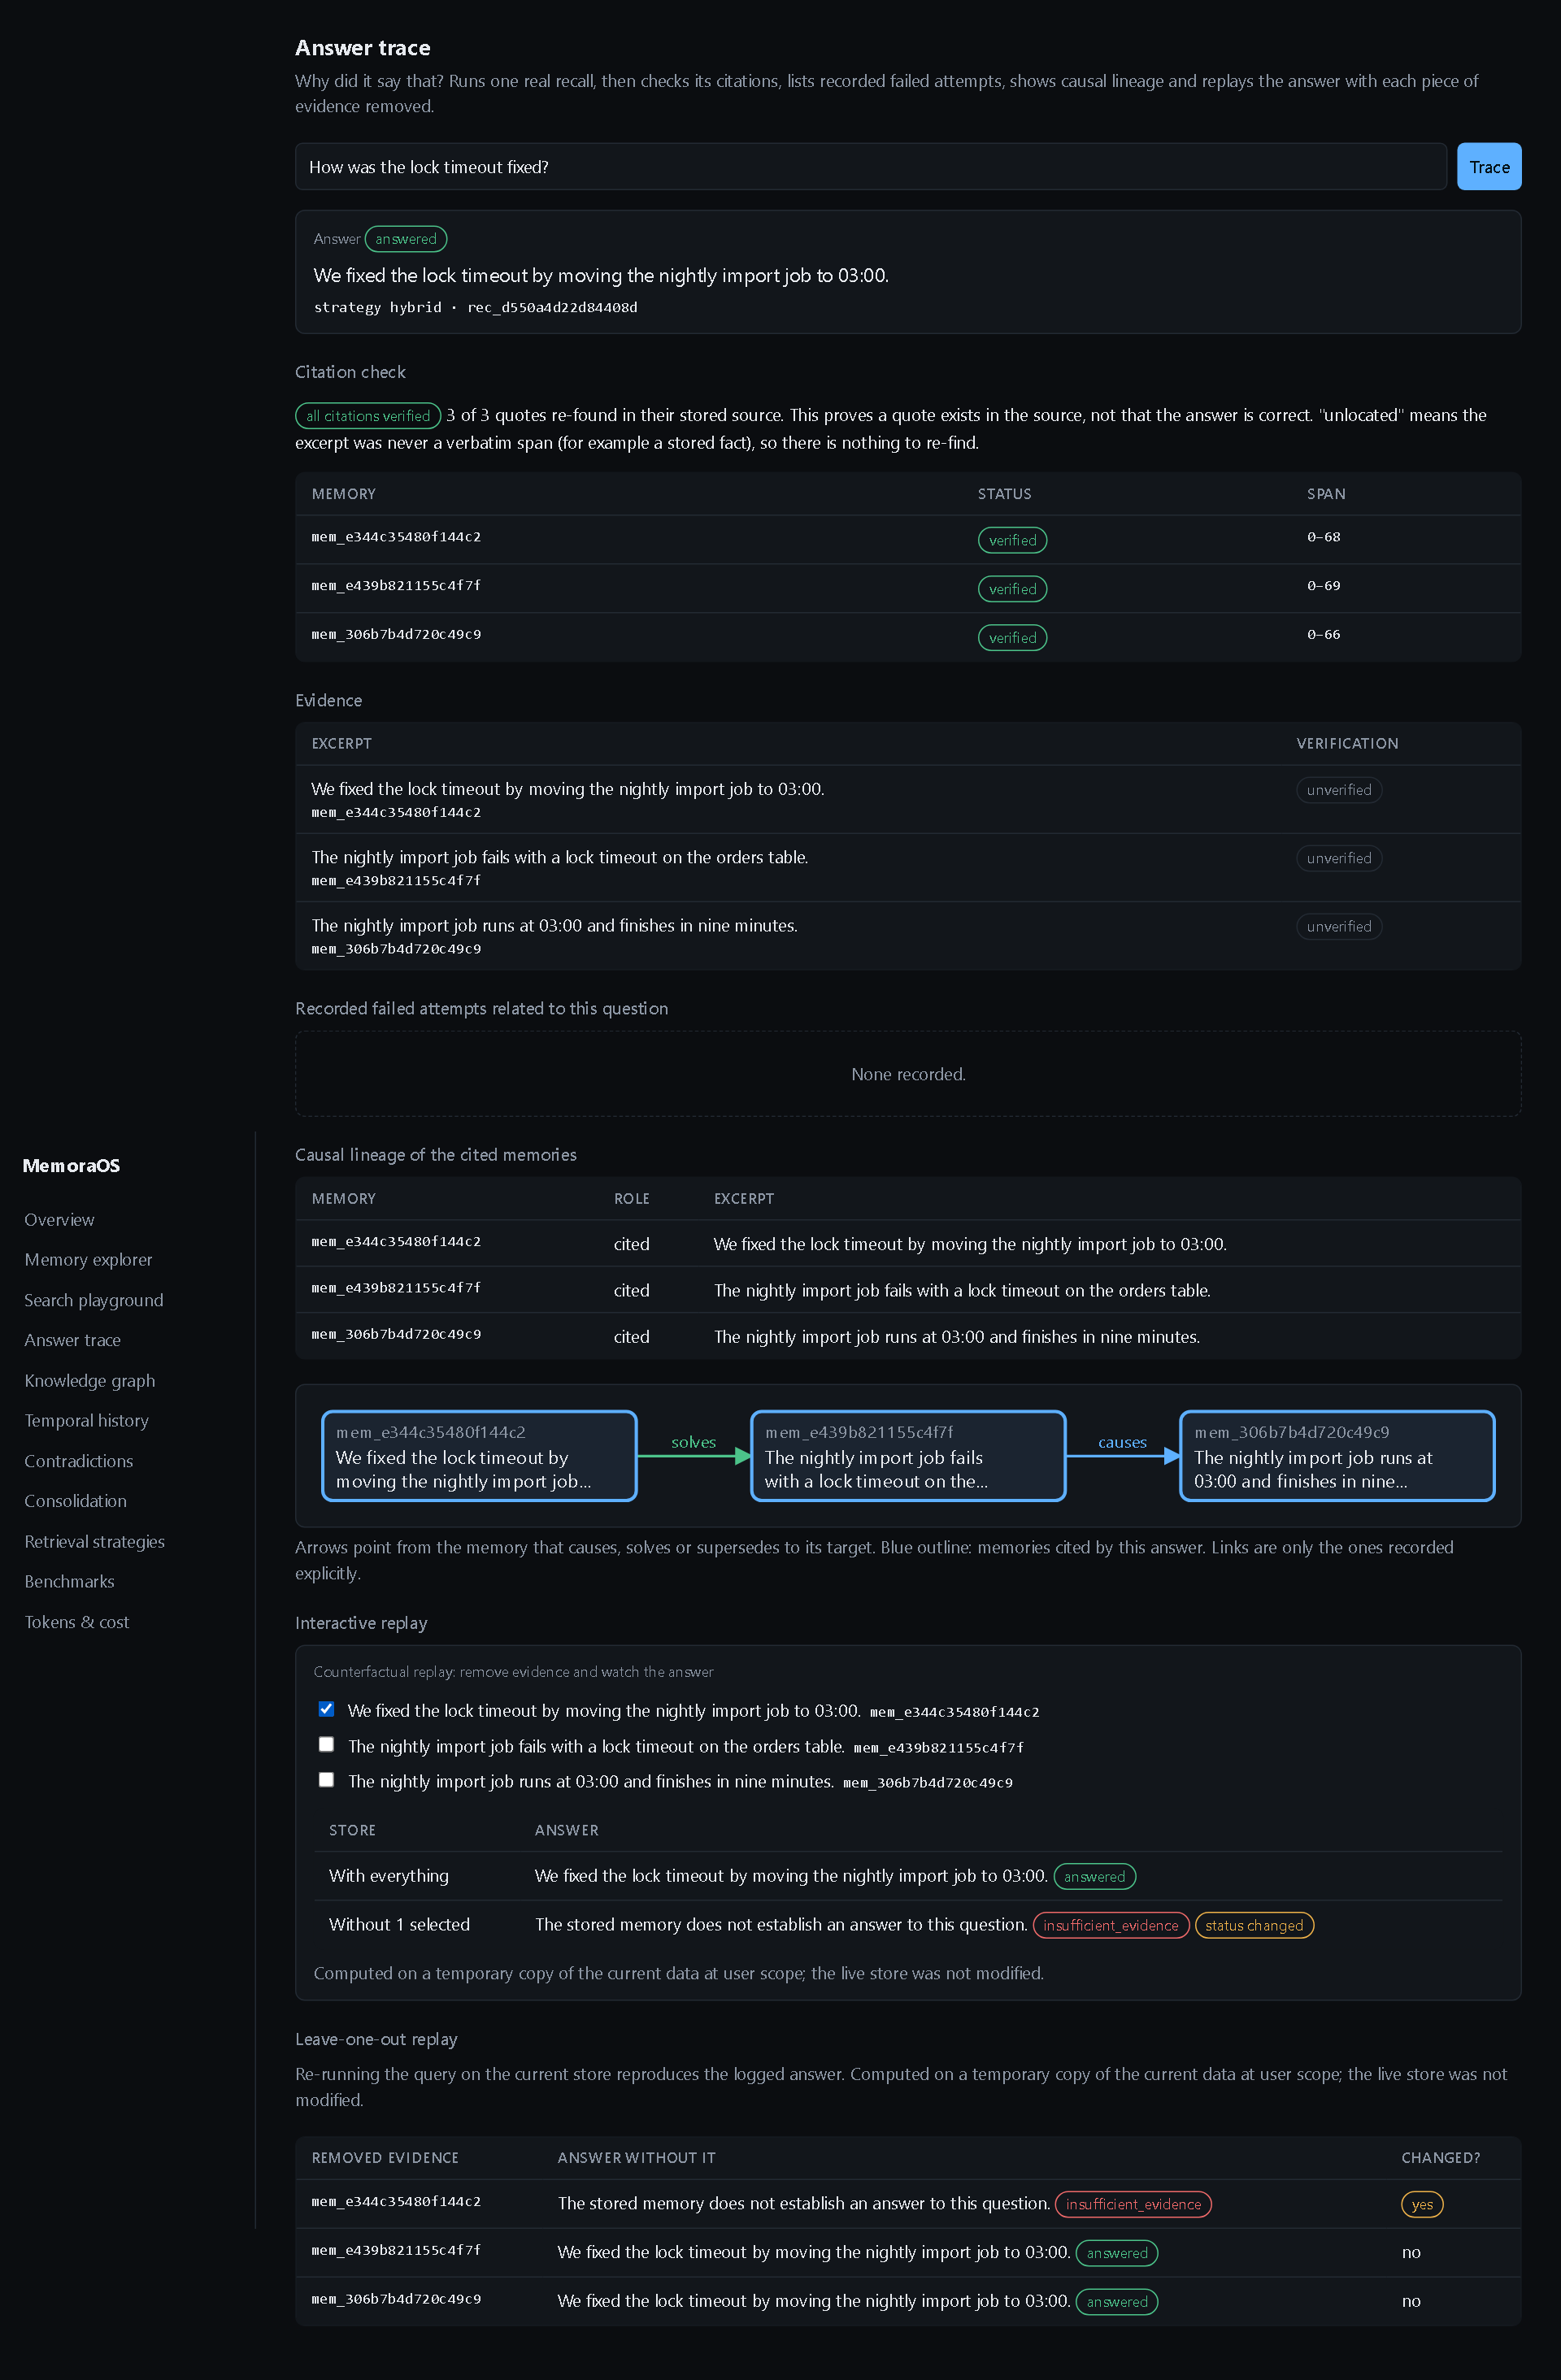 Answer trace
Why did it say that? Runs one real recall, then checks its citations, lists recorded failed attempts, shows causal lineage and replays the answer with each piece of
evidence removed.
How was the lock timeout fixed?
Trace
Answer answered
We fixed the lock timeout by moving the nightly import job to 03:00.
strategy hybrid · rec_d550a4d22d84408d
Citation check
all citations verified 3 of 3 quotes re-found in their stored source. This proves a quote exists in the source, not that the answer is correct. "unlocated" means the
excerpt was never a verbatim span (for example a stored fact), so there is nothing to re-find.
MEMORY STATUS SPAN
mem_e344c35480f144c2 verified 0–68
mem_e439b821155c4f7f verified 0–69
mem_306b7b4d720c49c9 verified 0–66
Evidence
EXCERPT VERIFICATION
We fixed the lock timeout by moving the nightly import job to 03:00. unverified
mem_e344c35480f144c2
The nightly import job fails with a lock timeout on the orders table. unverified
mem_e439b821155c4f7f
The nightly import job runs at 03:00 and finishes in nine minutes. unverified
mem_306b7b4d720c49c9
Recorded failed attempts related to this question
None recorded.
MemoraOS
Overview
Memory explorer
Search playground
Answer trace
Knowledge graph
Temporal history
Contradictions
Consolidation
Retrieval strategies
Benchmarks
Tokens & cost
Causal lineage of the cited memories
MEMORY ROLE EXCERPT
mem_e344c35480f144c2 cited We fixed the lock timeout by moving the nightly import job to 03:00.
mem_e439b821155c4f7f cited The nightly import job fails with a lock timeout on the orders table.
mem_306b7b4d720c49c9 cited The nightly import job runs at 03:00 and finishes in nine minutes.
mem_e344c35480f144c2
We fixed the lock timeout by
moving the nightly import job...
solves
mem_e439b821155c4f7f
The nightly import job fails
with a lock timeout on the...
causes
mem_306b7b4d720c49c9
The nightly import job runs at
03:00 and finishes in nine...
Arrows point from the memory that causes, solves or supersedes to its target. Blue outline: memories cited by this answer. Links are only the ones recorded
explicitly.
Interactive replay
Counterfactual replay: remove evidence and watch the answer
We fixed the lock timeout by moving the nightly import job to 03:00. mem_e344c35480f144c2
The nightly import job fails with a lock timeout on the orders table. mem_e439b821155c4f7f
The nightly import job runs at 03:00 and finishes in nine minutes. mem_306b7b4d720c49c9
STORE ANSWER
With everything We fixed the lock timeout by moving the nightly import job to 03:00. answered
Without 1 selected The stored memory does not establish an answer to this question. insufficient_evidence status changed
Computed on a temporary copy of the current data at user scope; the live store was not modified.
Leave-one-out replay
Re-running the query on the current store reproduces the logged answer. Computed on a temporary copy of the current data at user scope; the live store was not
modified.
REMOVED EVIDENCE ANSWER WITHOUT IT CHANGED?
mem_e344c35480f144c2 The stored memory does not establish an answer to this question. insufficient_evidence yes
mem_e439b821155c4f7f We fixed the lock timeout by moving the nightly import job to 03:00. answered no
mem_306b7b4d720c49c9 We fixed the lock timeout by moving the nightly import job to 03:00. answered no